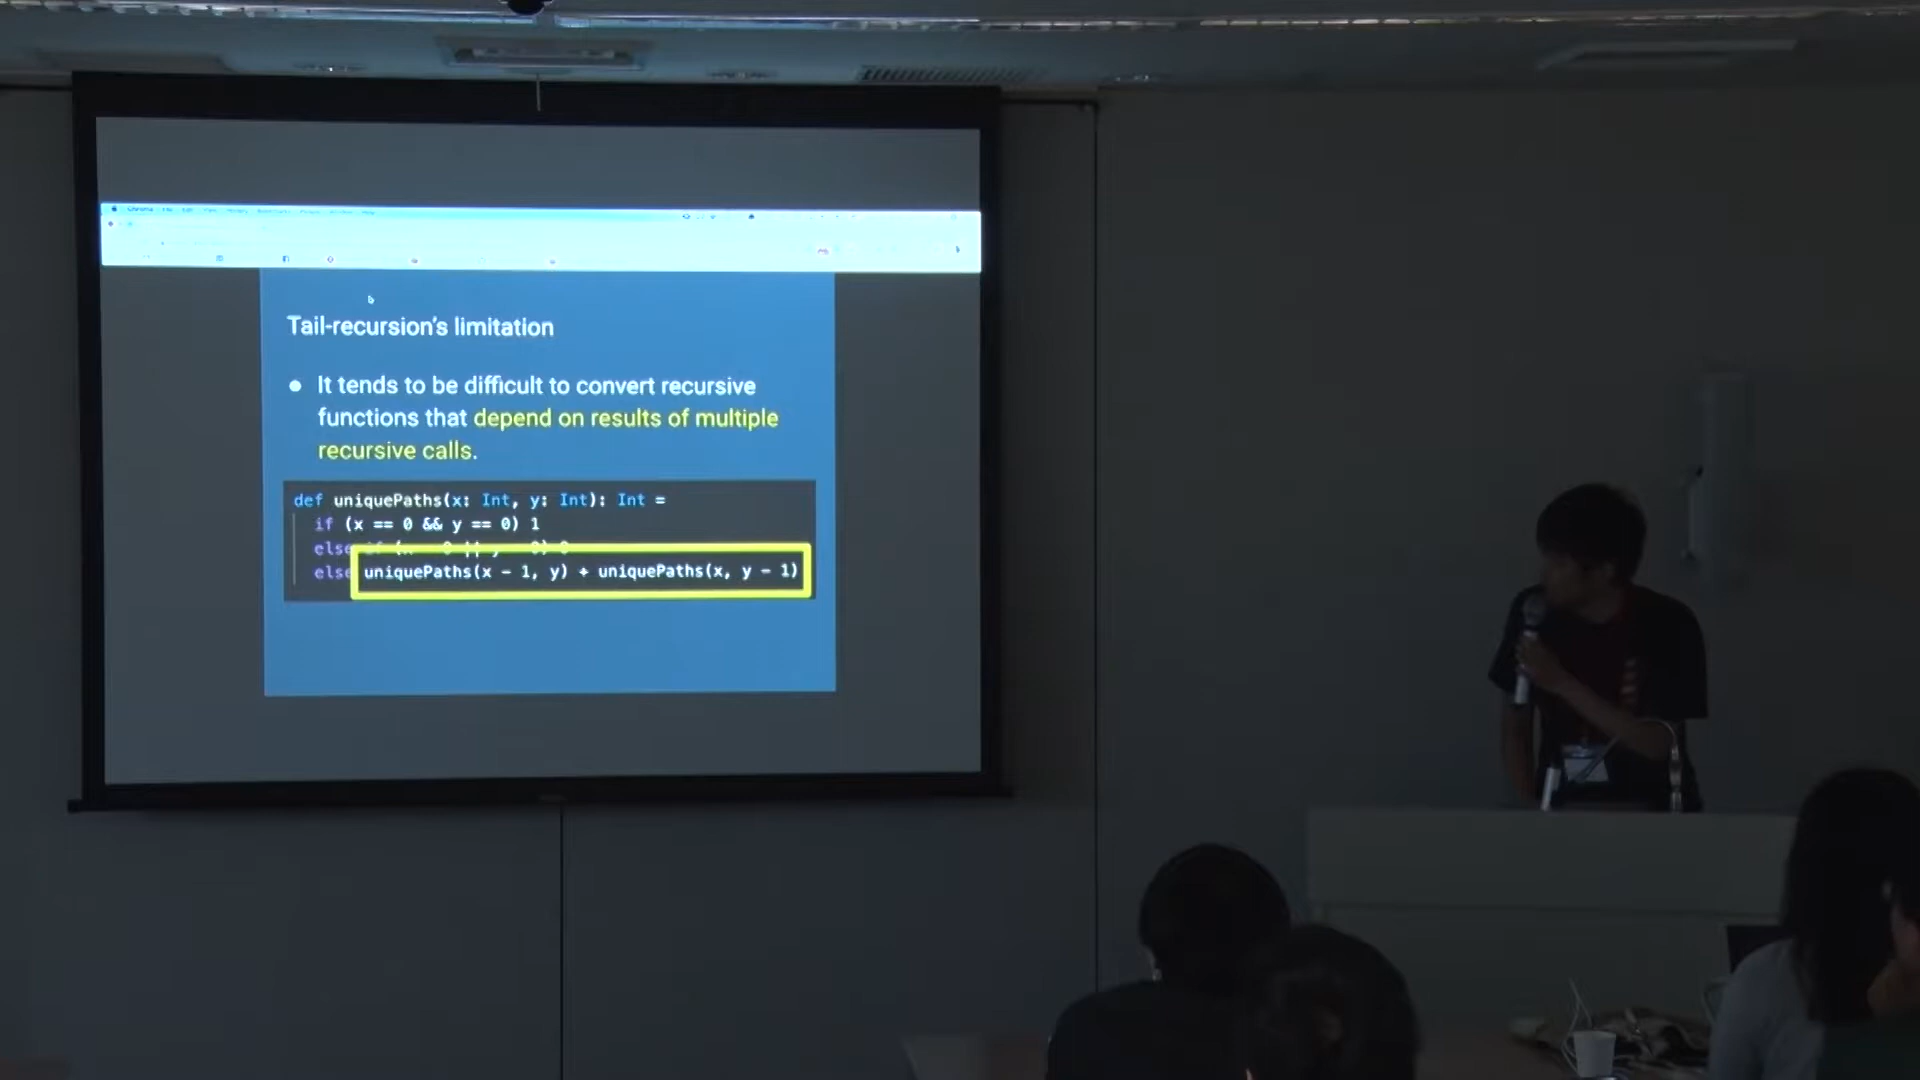 Tail-recursion's limitation
● It tends to be difficult to convert recursive
functions that depend on results of multiple
recursive calls.
def uniquePaths(x: Int, y: Int): Int =
if (x == 0 && y == 0) 1
else if
else uniquePaths(x - 1, y) + uniquePaths(x, y - 1)